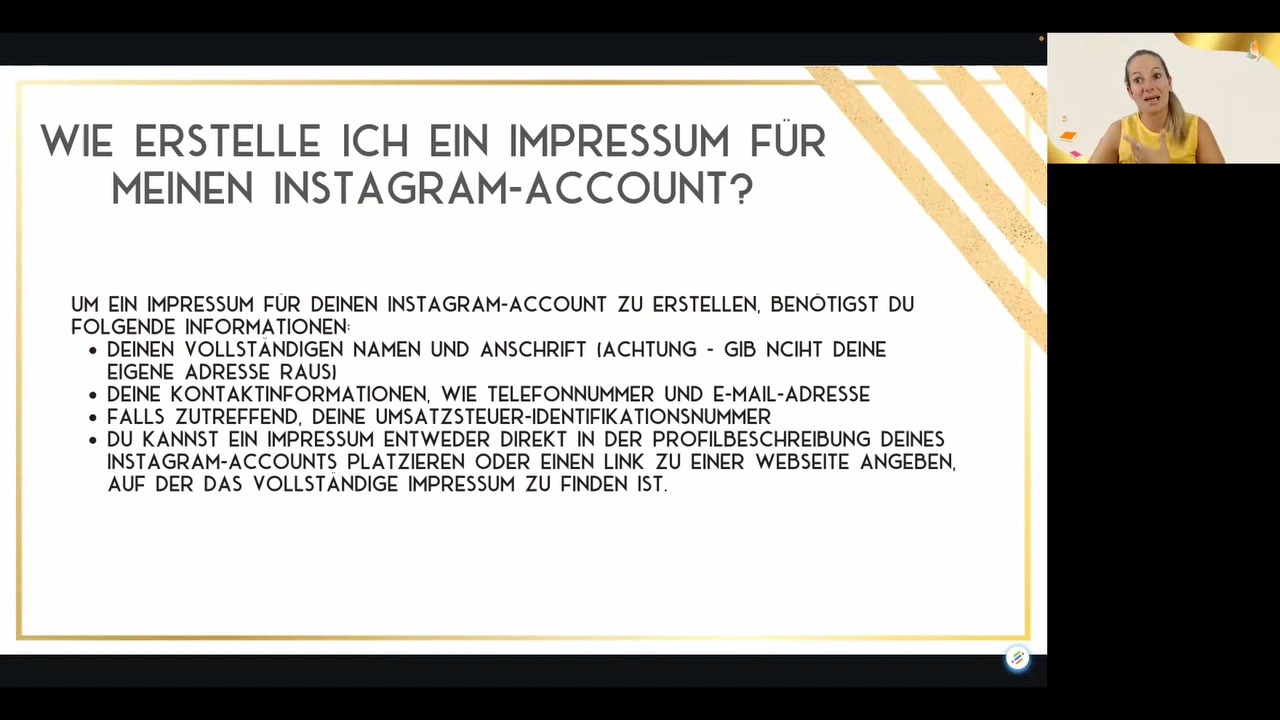 WIE ERSTELLE ICH EIN IMPRESSUM FÜR
MEINEN INSTAGRAM-ACCOUNT?
UM EIN IMPRESSUM FÜR DEINEN INSTAGRAM-ACCOUNT ZU ERSTELLEN, BENÖTIGST DU
FOLGENDE INFORMATIONEN:
• DEINEN VOLLSTÄNDIGEN NAMEN UND ANSCHRIFT (ACHTUNG - GIB NCIHT DEINE
EIGENE ADRESSE RAUS)
• DEINE KONTAKTINFORMATIONEN, WIE TELEFONNUMMER UND E-MAIL-ADRESSE
• FALLS ZUTREFFEND, DEINE UMSATZSTEUER-IDENTIFIKATIONSNUMMER
• DU KANNST EIN IMPRESSUM ENTWEDER DIREKT IN DER PROFILBESCHREIBUNG DEINES
INSTAGRAM-ACCOUNTS PLATZIEREN ODER EINEN LINK ZU EINER WEBSEITE ANGEBEN,
AUF DER DAS VOLLSTÄNDIGE IMPRESSUM ZU FINDEN IST.